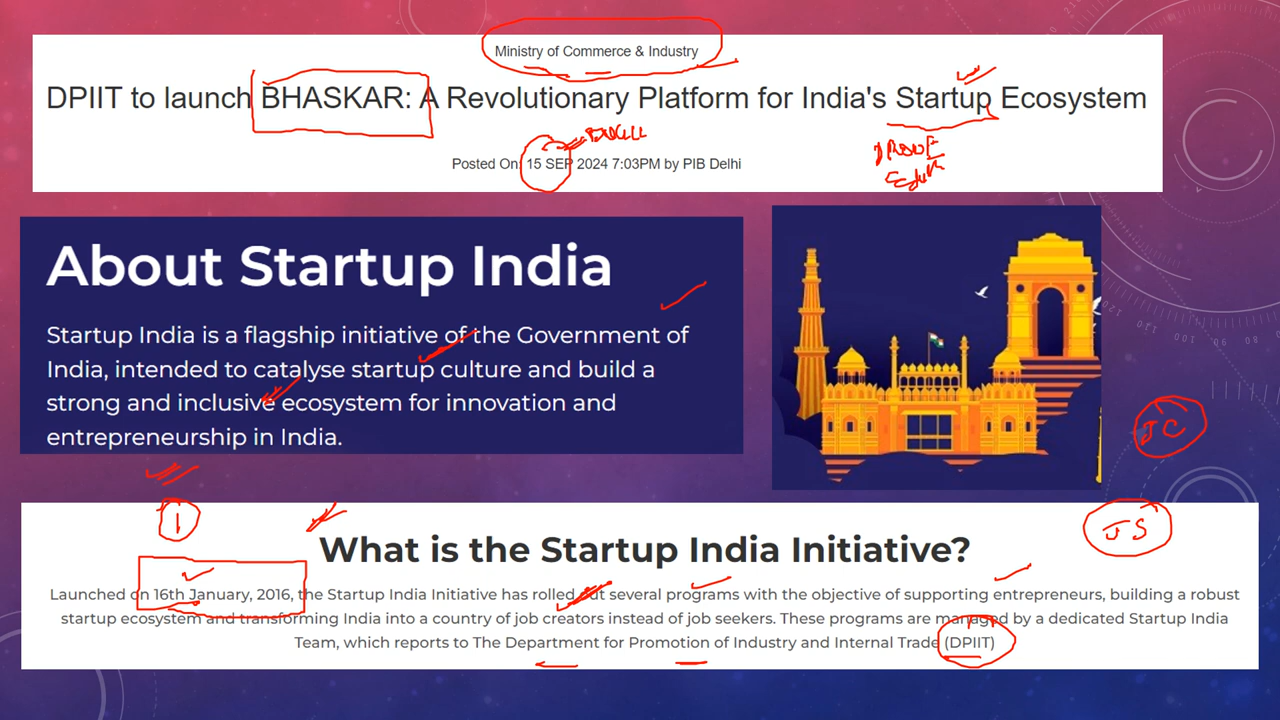 Ministry of Commerce & Industry
DPIIT to launch BHASKAR: A Revolutionary Platform for India's Startup Ecosystem
Posted On: 15 SEP 2024 7:03PM by PIB Delhi
About Startup India
Startup India is a flagship initiative of the Government of
India, intended to catalyse startup culture and build a
strong and inclusive ecosystem for innovation and
entrepreneurship in India.
JC
1
JS
What is the Startup India Initiative?
Launched on 16th January, 2016, the Startup India Initiative has rolled out several programs with the objective of supporting entrepreneurs, building a robust
startup ecosystem and transforming India into a country of job creators instead of job seekers. These programs are managed by a dedicated Startup India
Team, which reports to The Department for Promotion of Industry and Internal Trade (DPIIT)